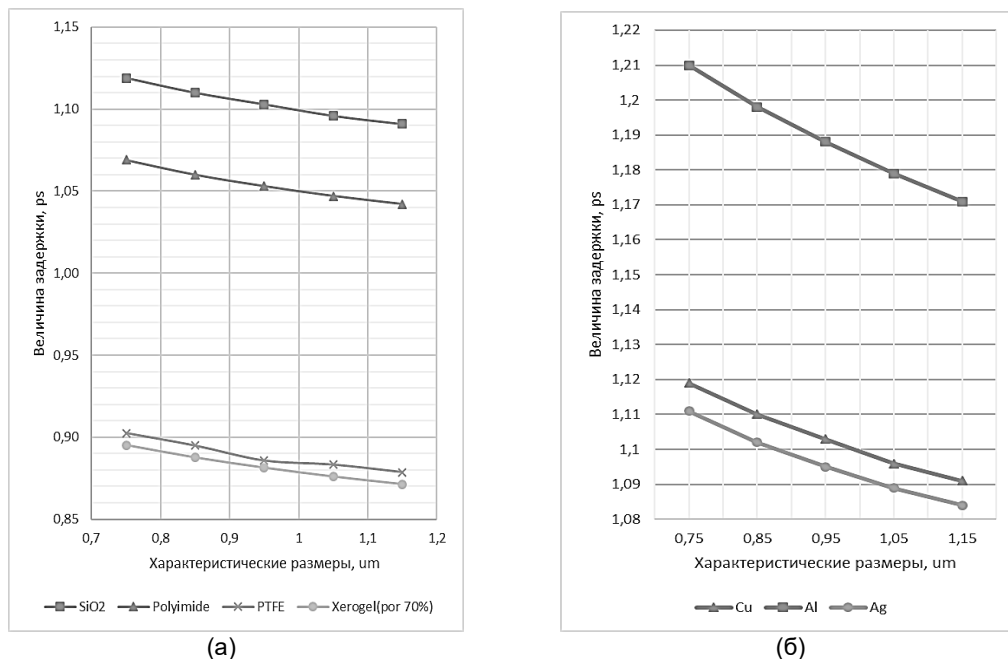 1,15
1,10
1,05
1,00
0,95
0,90
0,85
Величина задержки, ps
0,7 0,8 0,9 1 1,1 1,2
Характеристические размеры, um
SiO2 Polyimide PTFE Xerogel(por 70%)
(а)
1,22
1,21
1,2
1,19
1,18
1,17
1,16
1,15
1,14
1,13
1,12
1,11
1,1
1,09
1,08
Величина задержки, ps
0,75 0,85 0,95 1,05 1,15
Характеристические размеры, um
Cu Al Ag
(б)